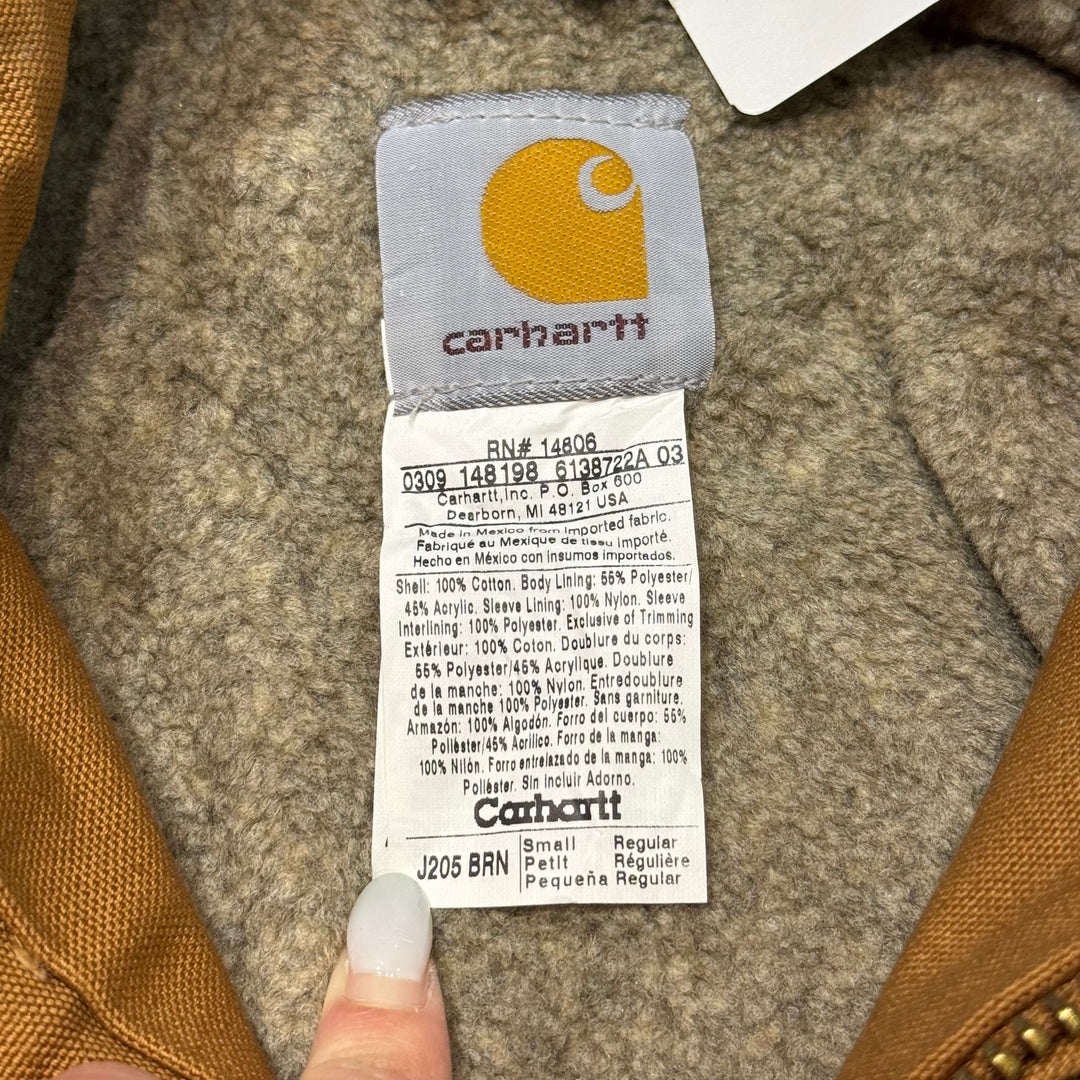 carhartt
RN# 14806
0309 148198 6138722A 03
Carhartt,Inc. P.O. Box 600
Dearborn, MI 48121 USA
Made in Mexico from imported fabric.
Fabriqué au Mexique de tissu importé.
Hecho en México con insumos importados.
Shell: 100% Cotton. Body Lining: 55% Polyester/
45% Acrylic. Sleeve Lining: 100% Nylon. Sleeve
Interlining: 100% Polyester. Exclusive of Trimming
Extérieur: 100% Coton. Doublure du corps:
55% Polyester/45% Acrylique. Doublure
de la manche: 100% Nylon. Entredoublure
de la manche 100% Polyester. Sans garniture.
Armazón: 100% Algodón. Forro del cuerpo: 55%
Poliéster/45% Acrílico. Forro de la manga:
100% Nilón. Forro entrelazado de la manga: 100%
Poliéster. Sin Incluir Adorno.
Carhartt
J205 BRN
Small Regular
Petit Régulière
Pequeña Regular